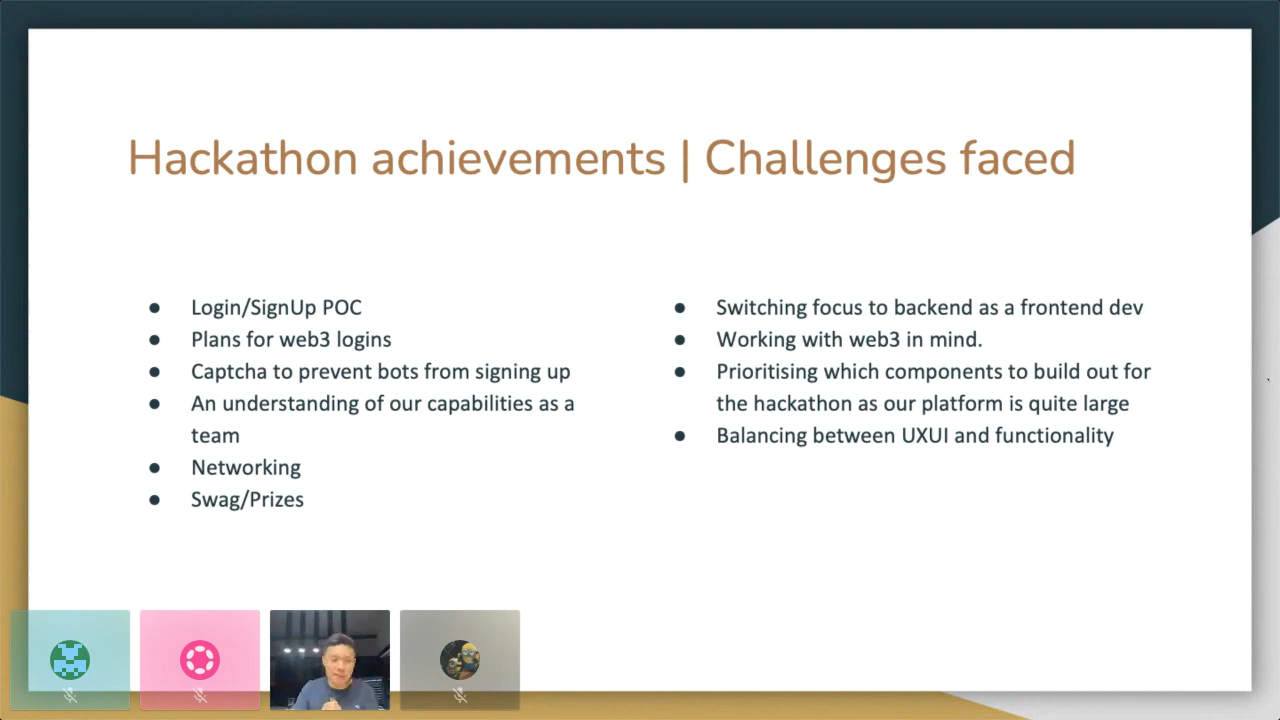 Hackathon achievements | Challenges faced
● Login/SignUp POC
● Plans for web3 logins
● Captcha to prevent bots from signing up
● An understanding of our capabilities as a
team
● Networking
● Swag/Prizes
● Switching focus to backend as a frontend dev
● Working with web3 in mind.
● Prioritising which components to build out for
the hackathon as our platform is quite large
● Balancing between UXUI and functionality